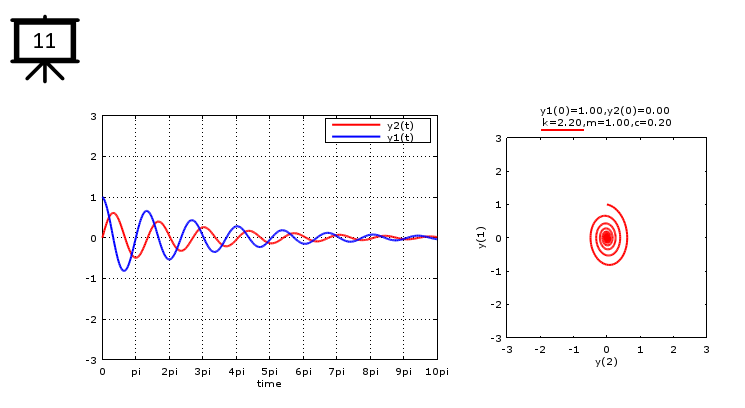 11
y2(t)
y1(t)
3
2
1
0
-1
-2
-3
0 pi 2pi 3pi 4pi 5pi 6pi 7pi 8pi 9pi 10pi
time
y1(0)=1.00,y2(0)=0.00
k=2.20,m=1.00,c=0.20
3
2
1
0
-1
-2
-3
y(1)
-3 -2 -1 0 1 2 3
y(2)